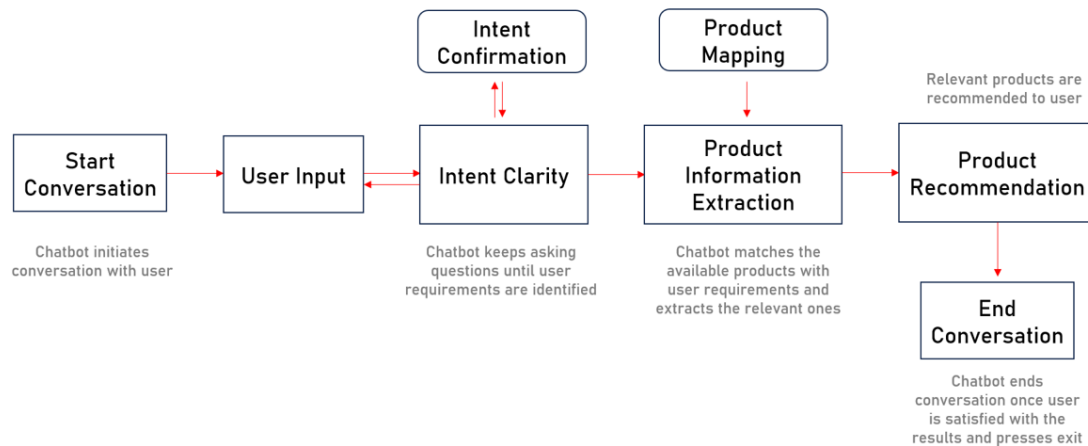 Intent
Confirmation
Product
Mapping
Relevant products are
recommended to user
Start
Conversation
User Input
Intent Clarity
Product
Information
Extraction
Product
Recommendation
Chatbot initiates
conversation with user
Chatbot keeps asking
questions until user
requirements are identified
Chatbot matches the
available products with
user requirements and
extracts the relevant ones
End
Conversation
Chatbot ends
conversation once user
is satisfied with the
results and presses exit